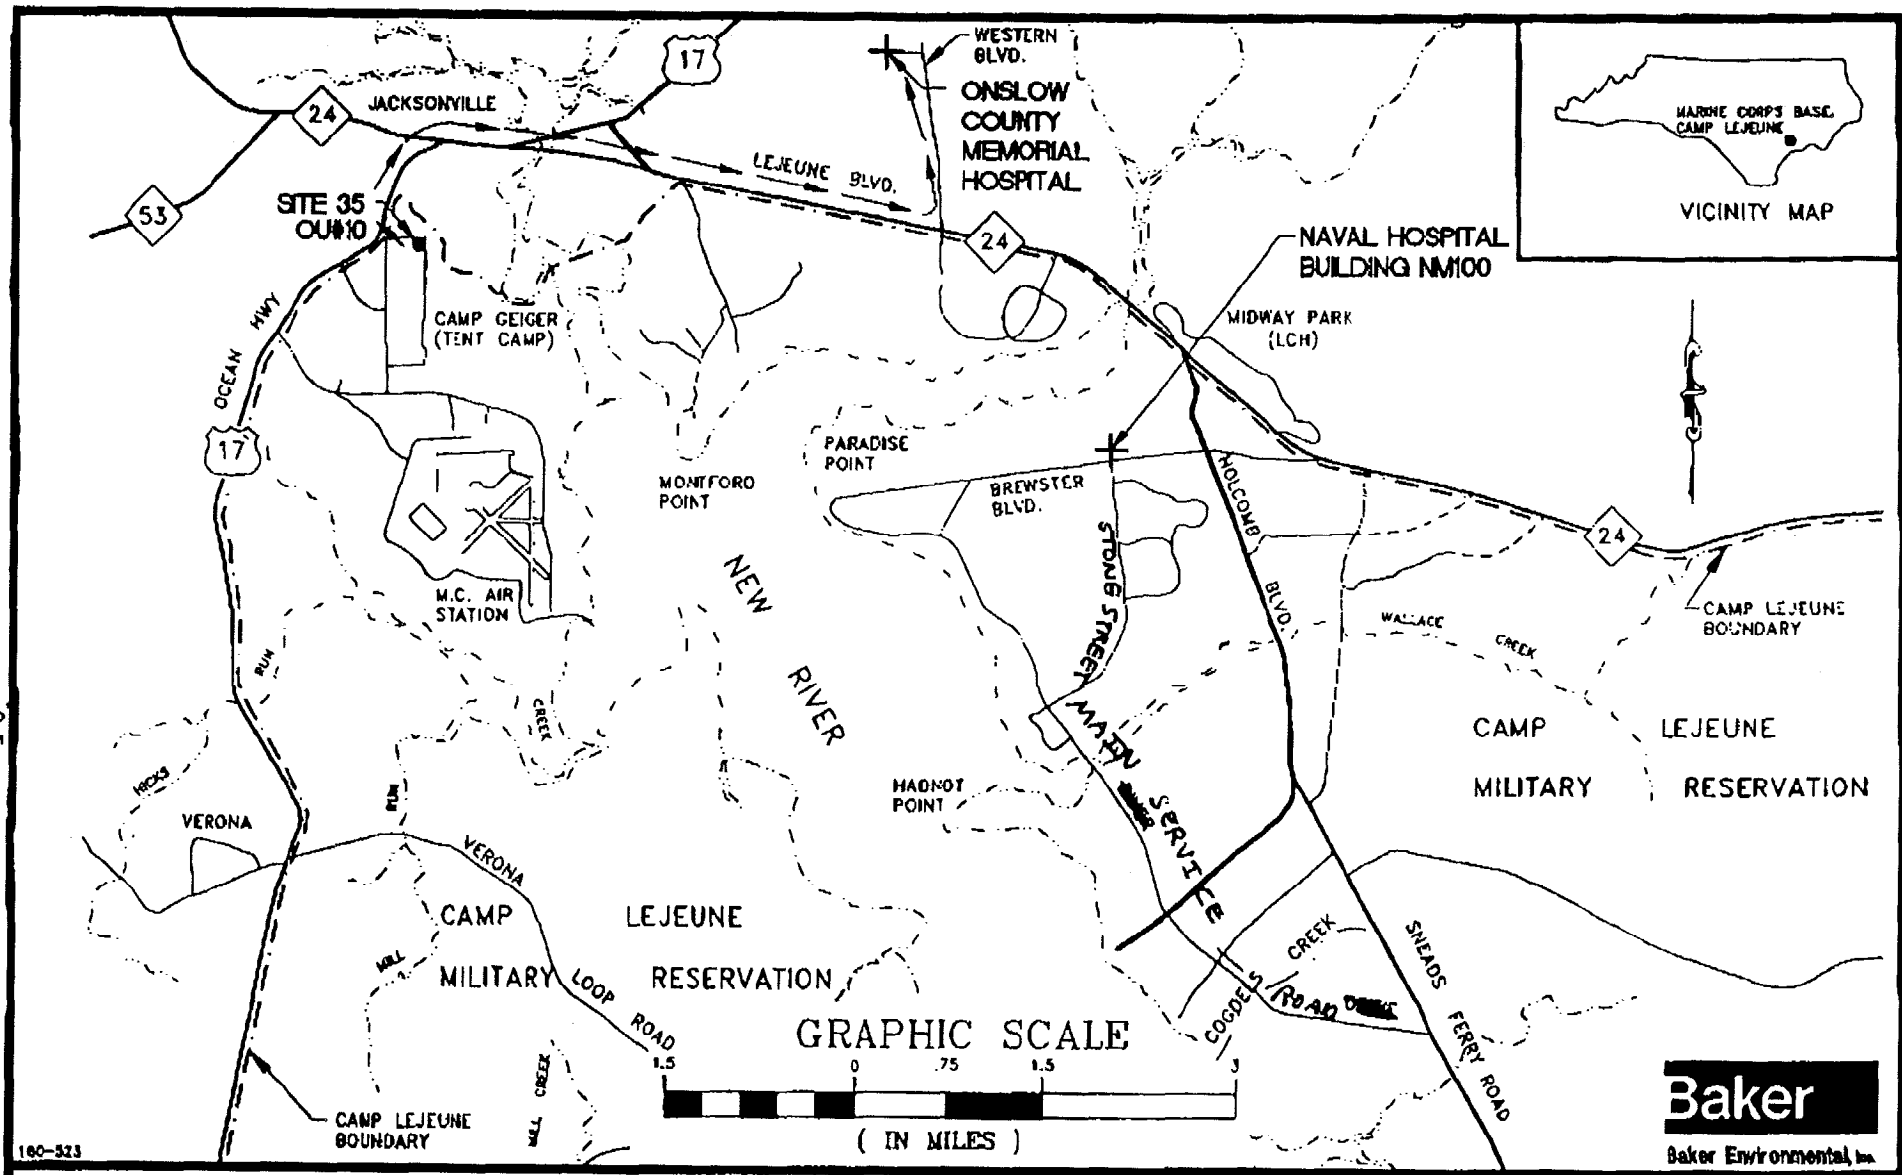 WESTERN
BLVD.
17
24
JACKSONVILLE
ONSLOW
COUNTY
MEMORIAL
HOSPITAL
MARINE CORPS BASE
CAMP LEJEUNE
VICINITY MAP
LEJEUNE BLVD.
53
SITE 35
OU#10
24
NAVAL HOSPITAL
BUILDING NM100
CAMP GEIGER
(TENT CAMP)
MIDWAY PARK
(LCH)
OCEAN HWY
17
PARADISE
POINT
MONTFORD
POINT
BREWSTER
BLVD.
HOLCOMB BLVD.
STONG STREET
24
NEW RIVER
M.C. AIR
STATION
CAMP LEJEUNE
BOUNDARY
WALLACE CREEK
RUN
CREEK
MAIN SERVICE ROAD
CAMP LEJEUNE
MILITARY RESERVATION
HICKS
RUN
HADNOT
POINT
VERONA
VERONA LOOP ROAD
CAMP LEJEUNE
MILITARY RESERVATION
MILL
CREEK
COGDELS
SNEADS FERRY ROAD
MILL CREEK
GRAPHIC SCALE
1.5 0 .75 1.5 3
( IN MILES )
CAMP LEJEUNE
BOUNDARY
160-523
Baker
Baker Environmental, Inc.